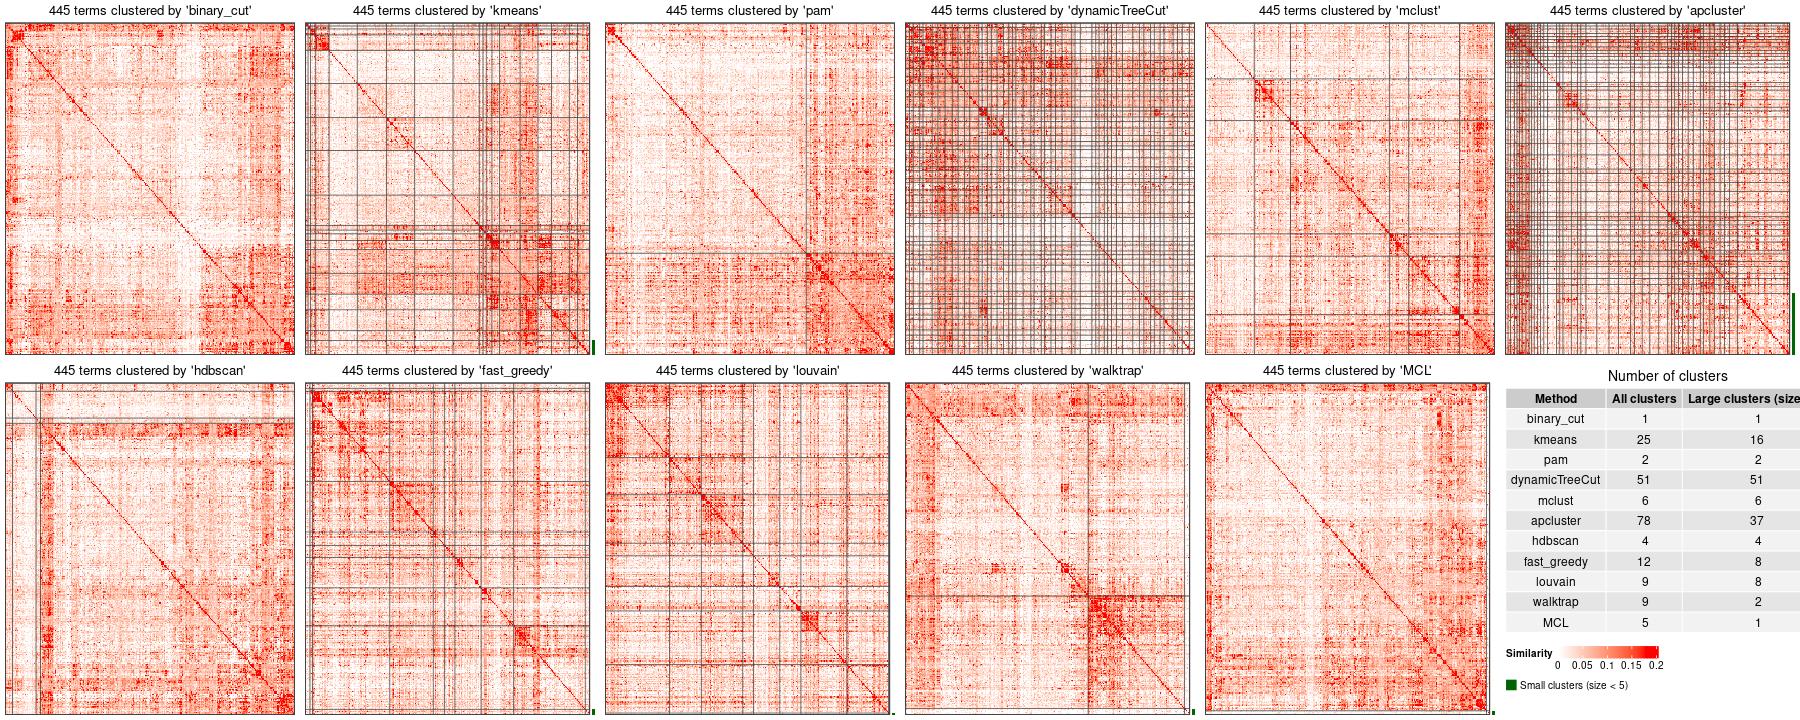 445 terms clustered by 'binary_cut'
445 terms clustered by 'kmeans'
445 terms clustered by 'pam'
445 terms clustered by 'dynamicTreeCut'
445 terms clustered by 'mclust'
445 terms clustered by 'apcluster'
445 terms clustered by 'hdbscan'
445 terms clustered by 'fast_greedy'
445 terms clustered by 'louvain'
445 terms clustered by 'walktrap'
445 terms clustered by 'MCL'
Number of clusters
Method All clusters Large clusters (size
binary_cut 1 1
kmeans 25 16
pam 2 2
dynamicTreeCut 51 51
mclust 6 6
apcluster 78 37
hdbscan 4 4
fast_greedy 12 8
louvain 9 8
walktrap 9 2
MCL 5 1
Similarity
0 0.05 0.1 0.15 0.2
Small clusters (size < 5)